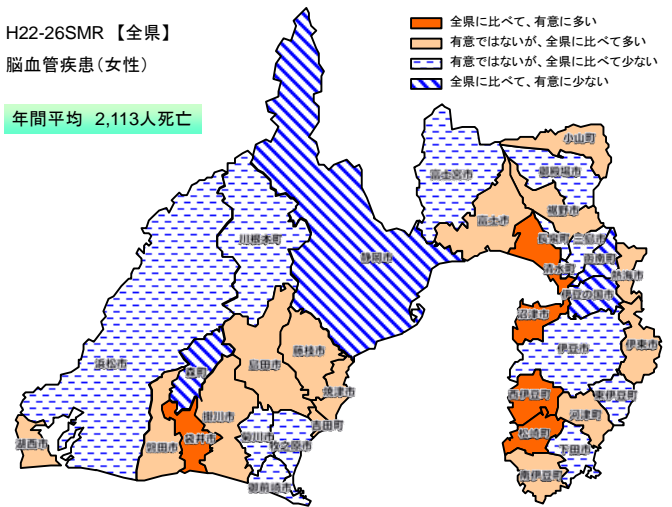 H22-26SMR 【全県】
脳血管疾患(女性)
年間平均 2,113人死亡
全県に比べて、有意に多い
有意ではないが、全県に比べて多い
有意ではないが、全県に比べて少ない
全県に比べて、有意に少ない
小山町
富士宮市
御殿場市
裾野市
富士市
川根本町
長泉町
三島市
静岡市
函南町
清水町
熱海市
伊豆の国市
沼津市
浜松市
森町
島田市
藤枝市
伊豆市
伊東市
焼津市
西伊豆町
東伊豆町
掛川市
吉田町
河津町
湖西市
磐田市
袋井市
菊川市
牧之原市
松崎町
下田市
御前崎市
南伊豆町